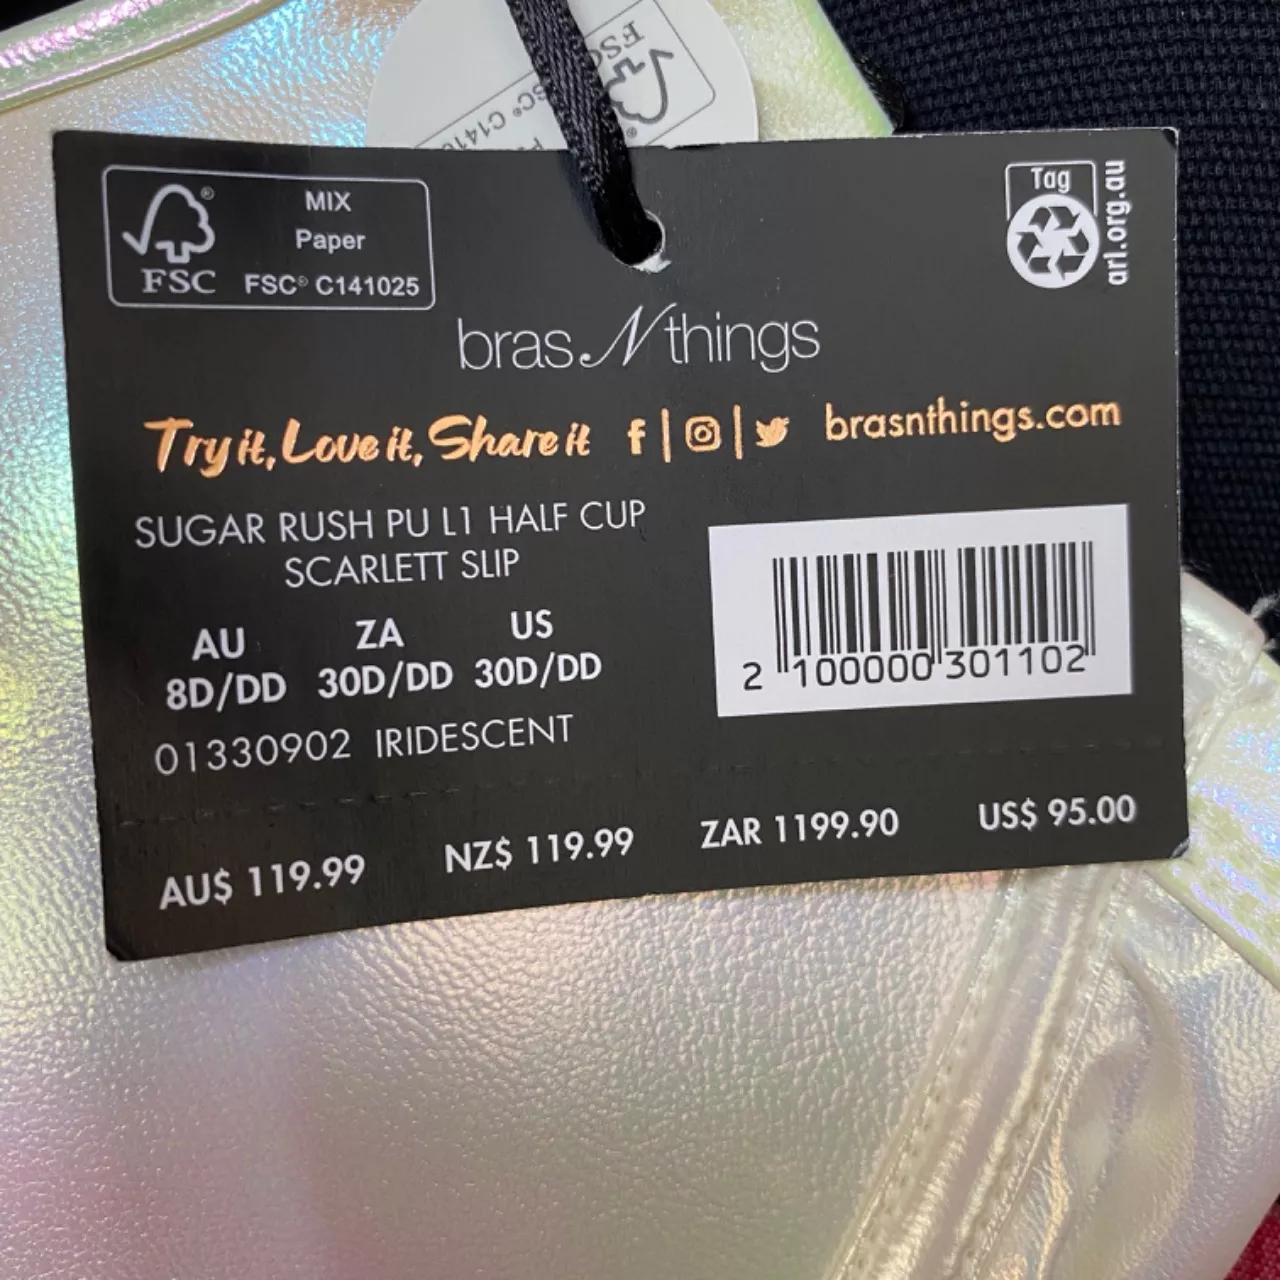 FSC
MIX
Paper
FSC® C141025
Tag
arl.org.au
bras N things
Try it, Love it, Share it
brasnthings.com
SUGAR RUSH PU L1 HALF CUP
SCARLETT SLIP
AU ZA US
8D/DD 30D/DD 30D/DD
01330902 IRIDESCENT
2 100000 301102
AU$ 119.99 NZ$ 119.99 ZAR 1199.90 US$ 95.00
FSC